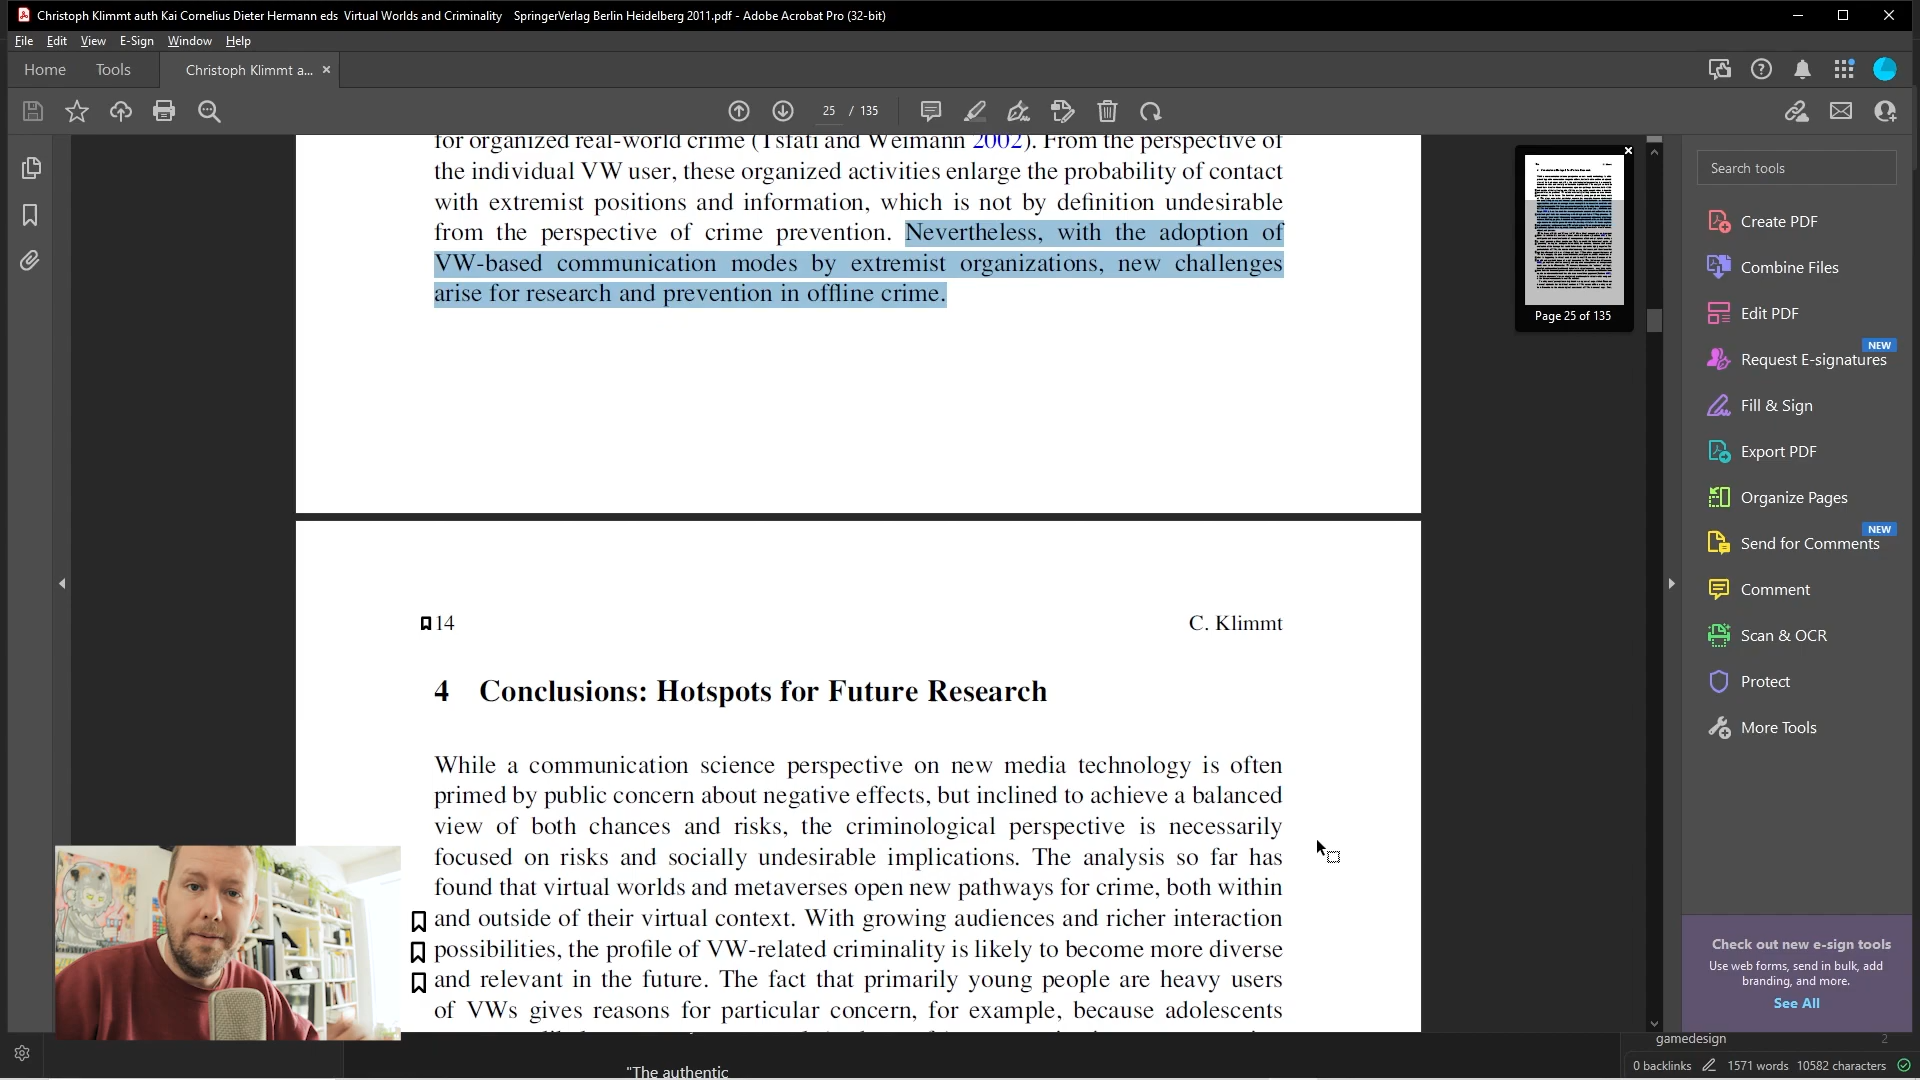 Christoph Klimmt auth Kai Cornelius Dieter Hermann eds Virtual Worlds and Criminality SpringerVerlag Berlin Heidelberg 2011.pdf - Adobe Acrobat Pro (32-bit)
File Edit View E-Sign Window Help
Home Tools Christoph Klimmt a... ×
25 / 135
for organized real-world crime (Tsfati and Weimann 2002). From the perspective of
the individual VW user, these organized activities enlarge the probability of contact
with extremist positions and information, which is not by definition undesirable
from the perspective of crime prevention. Nevertheless, with the adoption of
VW-based communication modes by extremist organizations, new challenges
arise for research and prevention in offline crime.
14 C. Klimmt
4 Conclusions: Hotspots for Future Research
While a communication science perspective on new media technology is often
primed by public concern about negative effects, but inclined to achieve a balanced
view of both chances and risks, the criminological perspective is necessarily
focused on risks and socially undesirable implications. The analysis so far has
found that virtual worlds and metaverses open new pathways for crime, both within
and outside of their virtual context. With growing audiences and richer interaction
possibilities, the profile of VW-related criminality is likely to become more diverse
and relevant in the future. The fact that primarily young people are heavy users
of VWs gives reasons for particular concern, for example, because adolescents
Page 25 of 135
Search tools
Create PDF
Combine Files
Edit PDF
NEW
Request E-signatures
Fill & Sign
Export PDF
Organize Pages
NEW
Send for Comments
Comment
Scan & OCR
Protect
More Tools
Check out new e-sign tools
Use web forms, send in bulk, add
branding, and more.
See All
gamedesign 2
"The authentic
0 backlinks 1571 words 10582 characters